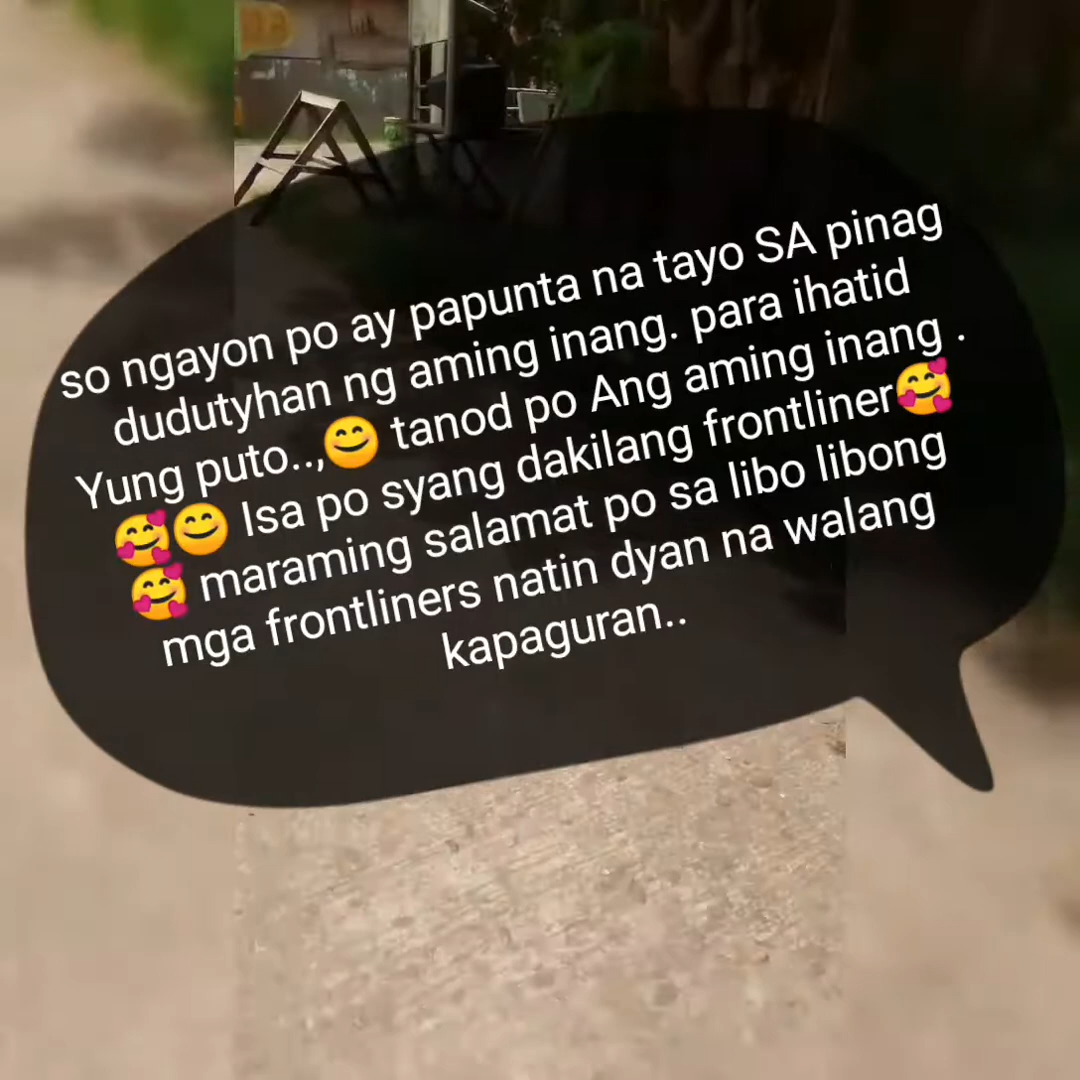 so ngayon po ay papunta na tayo SA pinag
dudutyhan ng aming inang. para ihatid
Yung puto..,😊 tanod po Ang aming inang .
🥰😊 Isa po syang dakilang frontliner🥰
🥰 maraming salamat po sa libo libong
mga frontliners natin dyan na walang
kapaguran..